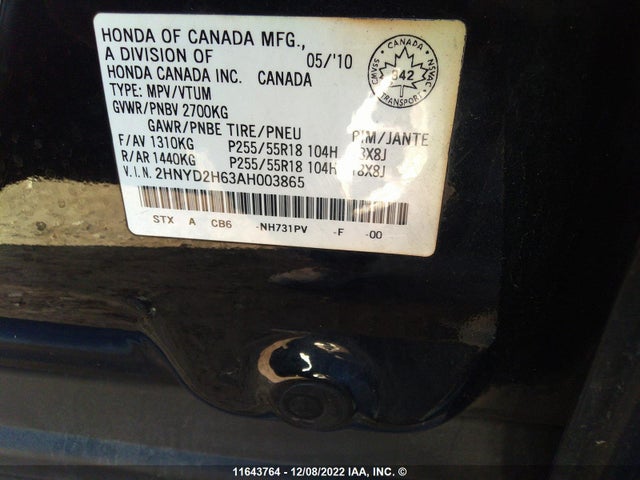 HONDA OF CANADA MFG.,
A DIVISION OF 05/'10
HONDA CANADA INC. CANADA
TYPE: MPV/VTUM
GVWR/PNBV 2700KG
GAWR/PNBE TIRE/PNEU RIM/JANTE
F/AV 1310KG P255/55R18 104H 8X8J
R/AR 1440KG P255/55R18 104H 18X8J
V.I.N. 2HNYD2H63AH003865
STX A CB6 -NH731PV -F -00
CANADA
CMVSS 842 NSVAC
TRANSPORT
11643764 - 12/08/2022 IAA, INC. ©